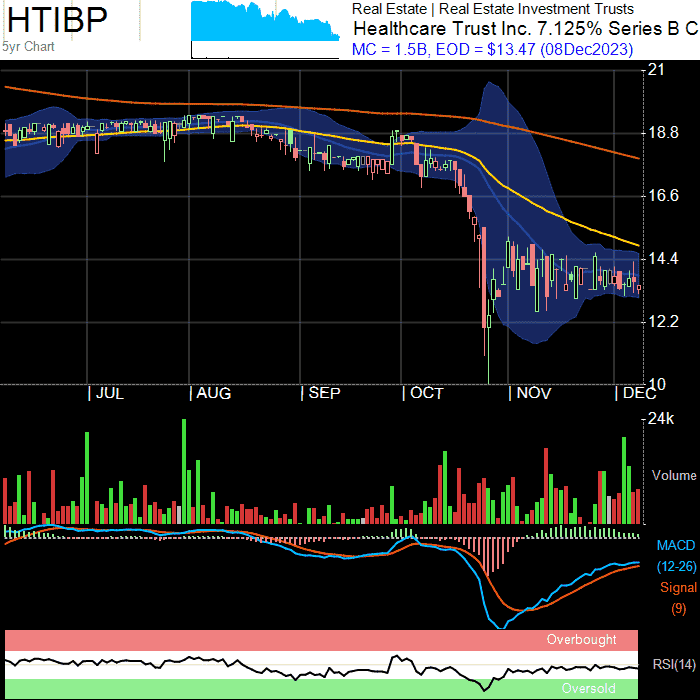 HTIBP
5yr Chart
Real Estate | Real Estate Investment Trusts
Healthcare Trust Inc. 7.125% Series B C
MC = 1.5B, EOD = $13.47 (08Dec2023)
21
18.8
16.6
14.4
12.2
10
JUL AUG SEP OCT NOV DEC
24k
Volume
MACD
(12-26)
Signal
(9)
Overbought
RSI(14)
Oversold